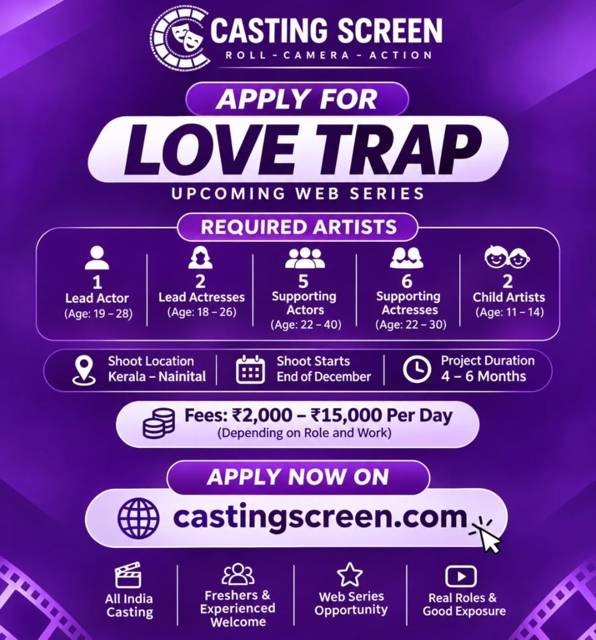 CASTING SCREEN
ROLL - CAMERA - ACTION
APPLY FOR
LOVE TRAP
UPCOMING WEB SERIES
REQUIRED ARTISTS
1
Lead Actor
(Age: 19 – 28)
2
Lead Actresses
(Age: 18 – 26)
5
Supporting
Actors
(Age: 22 – 40)
6
Supporting
Actresses
(Age: 22 – 30)
2
Child Artists
(Age: 11 – 14)
Shoot Location
Kerala – Nainital
Shoot Starts
End of December
Project Duration
4 – 6 Months
Fees: ₹2,000 – ₹15,000 Per Day
(Depending on Role and Work)
APPLY NOW ON
castingscreen.com
All India
Casting
Freshers &
Experienced
Welcome
Web Series
Opportunity
Real Roles &
Good Exposure